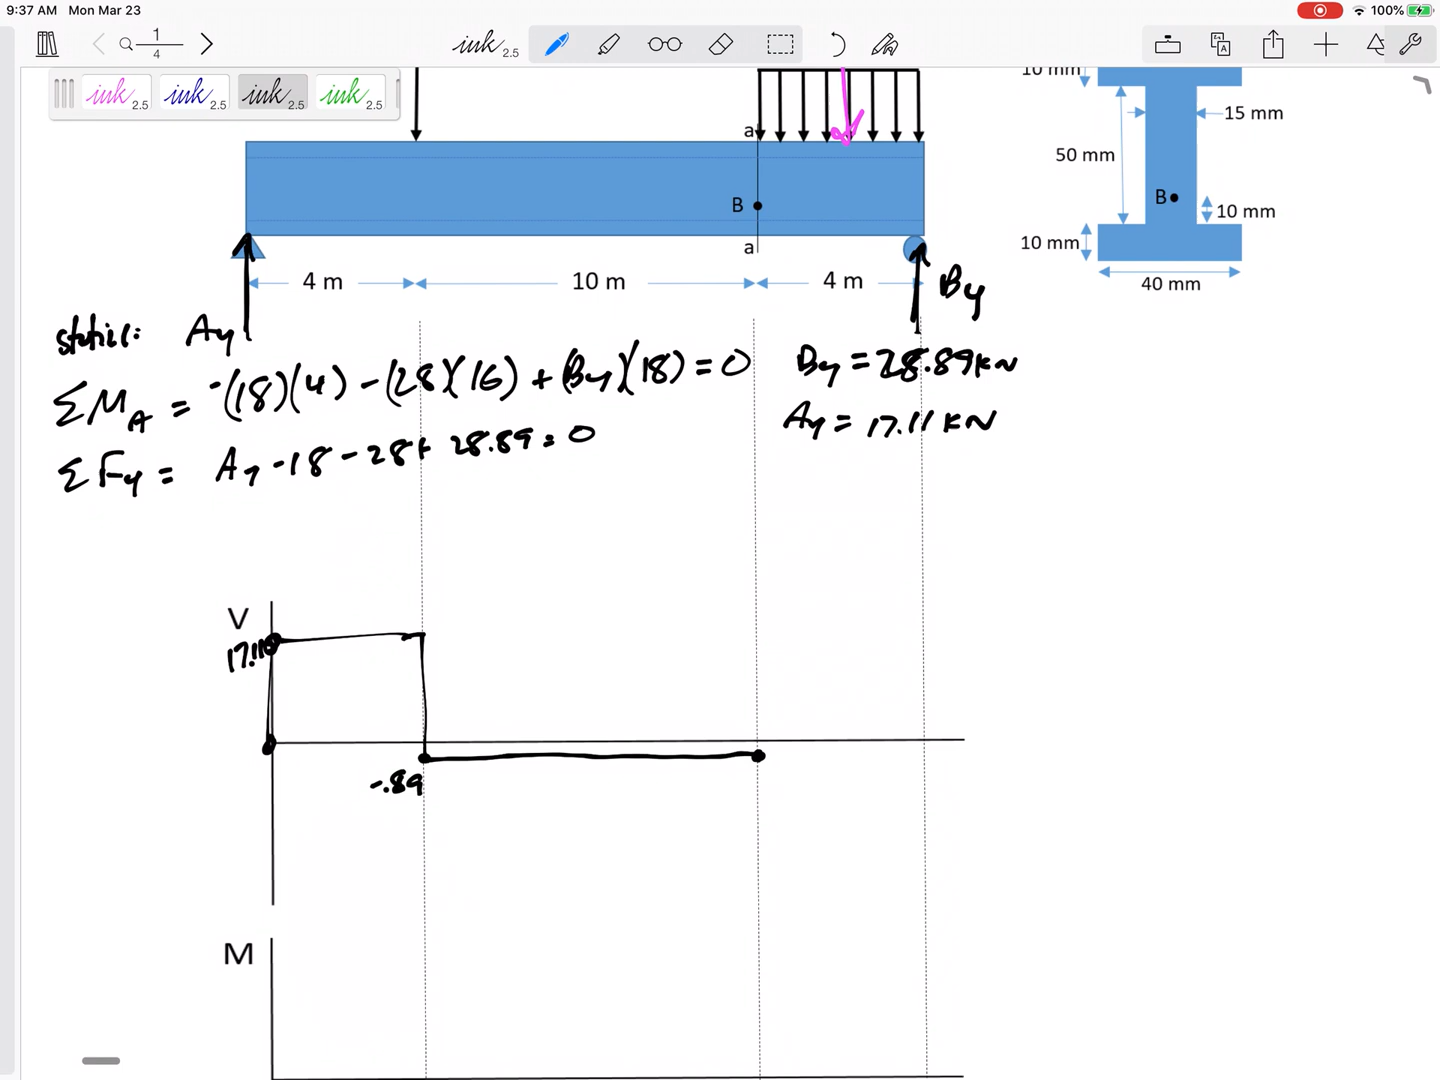 9:37 AM Mon Mar 23
100%
1
4
ink 2.5
ink 2.5
ink 2.5
ink 2.5
ink 2.5
10 mm
a
15 mm
50 mm
B
B
10 mm
a
10 mm
4 m
10 m
4 m
By
40 mm
Ay
ΣMA = -(18)(4) - (28)(16) + (By)(18) = 0
By = 28.89 kN
Ay = 17.11 kN
ΣFy = Ay - 18 - 28 + 28.89 = 0
V
17.11
-.89
M